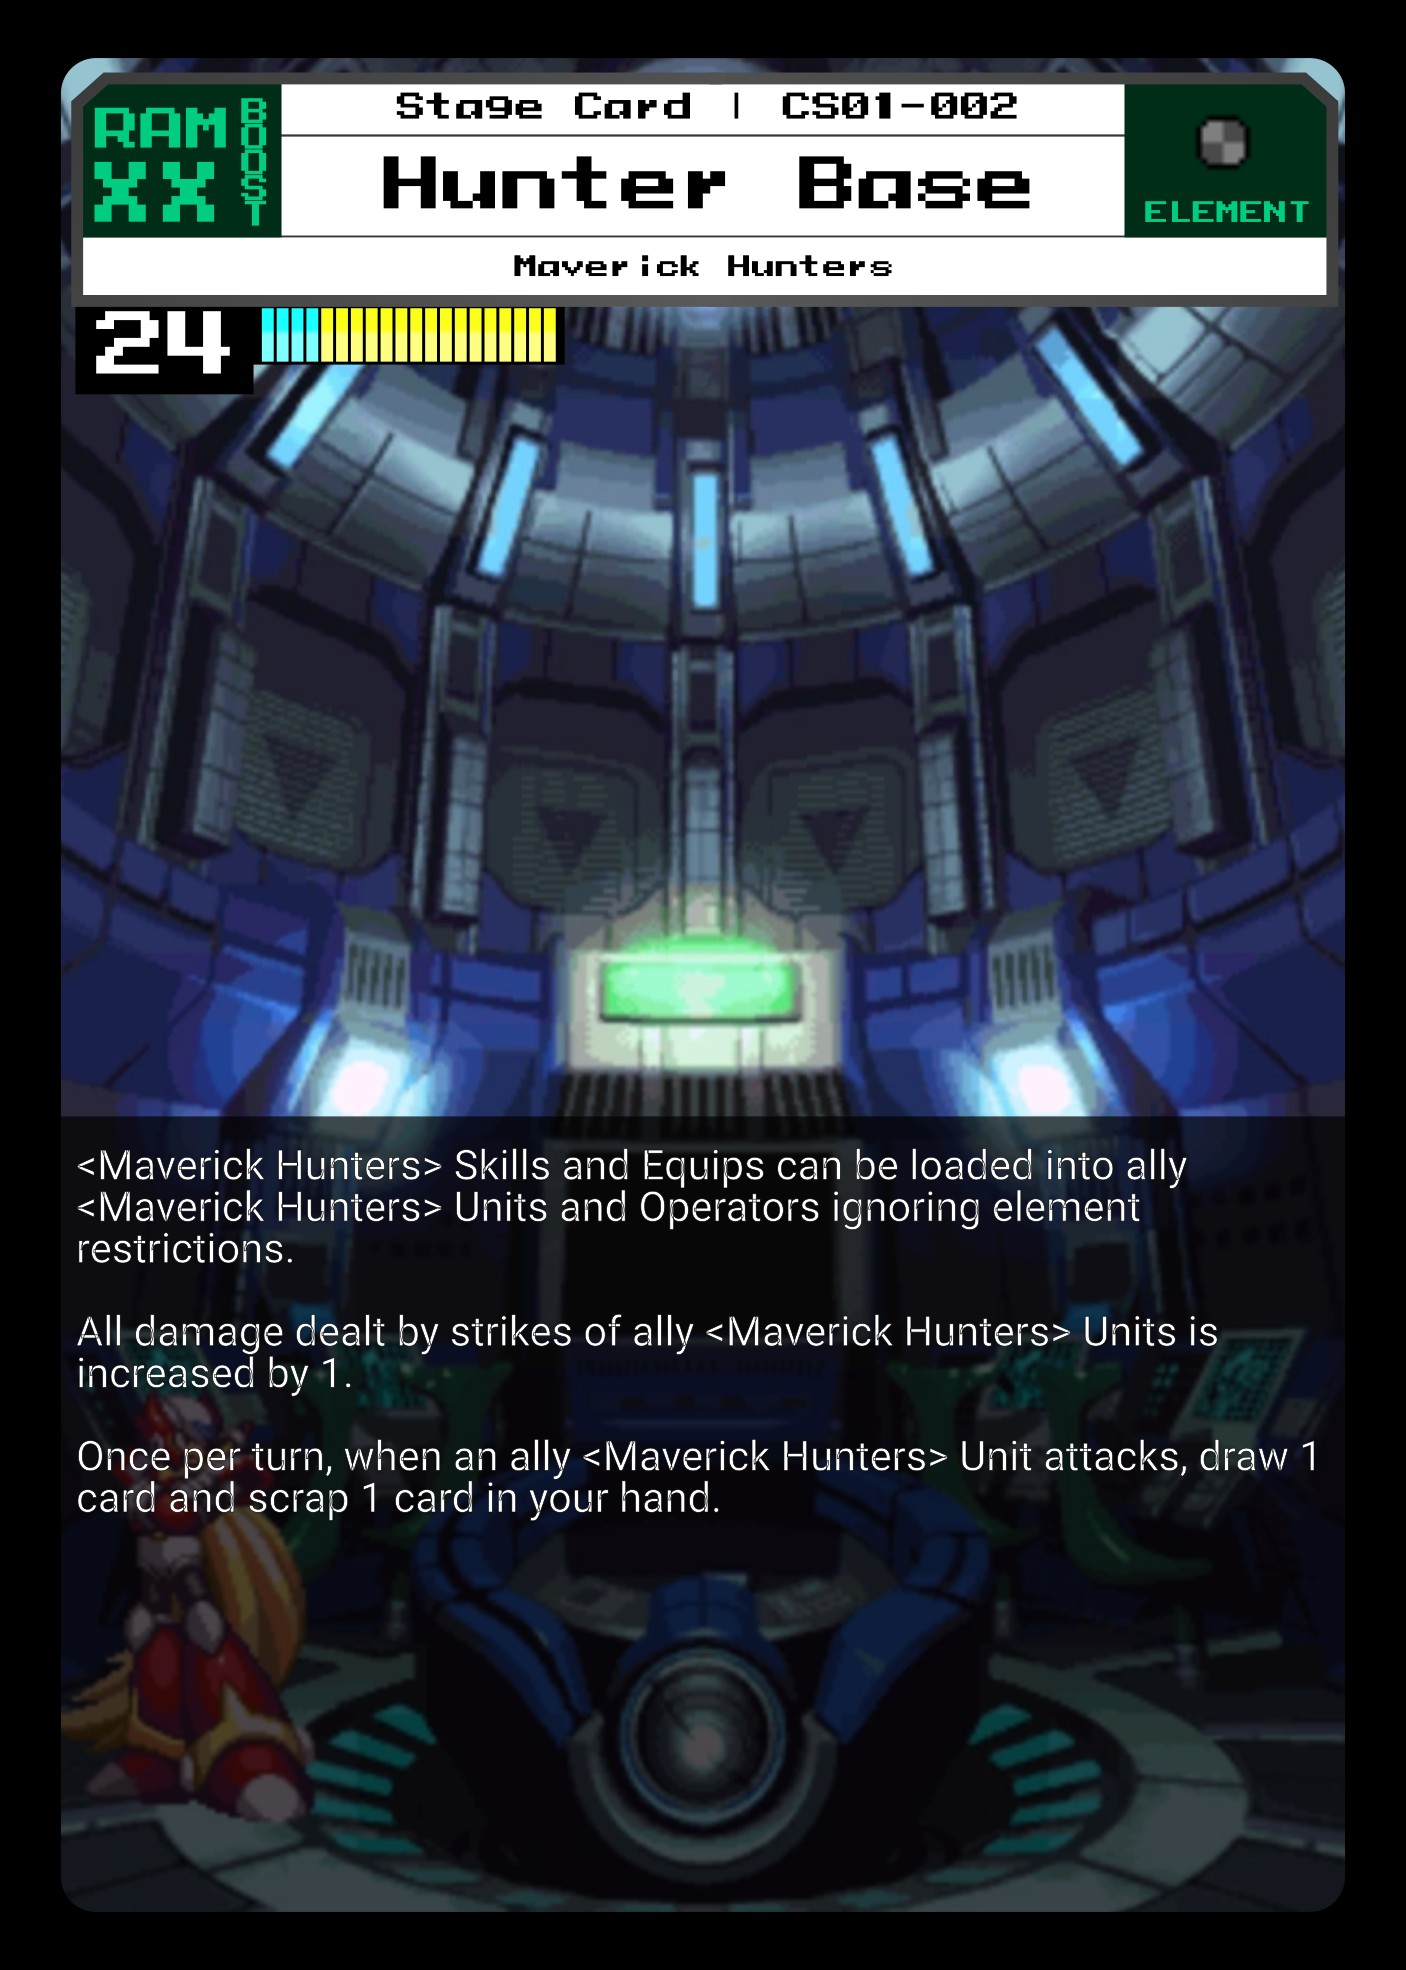 RAM
XX
BOOST
Stage Card | CS01-002
Hunter Base
ELEMENT
Maverick Hunters
24
<Maverick Hunters> Skills and Equips can be loaded into ally
<Maverick Hunters> Units and Operators ignoring element
restrictions.
All damage dealt by strikes of ally <Maverick Hunters> Units is
increased by 1.
Once per turn, when an ally <Maverick Hunters> Unit attacks, draw 1
card and scrap 1 card in your hand.